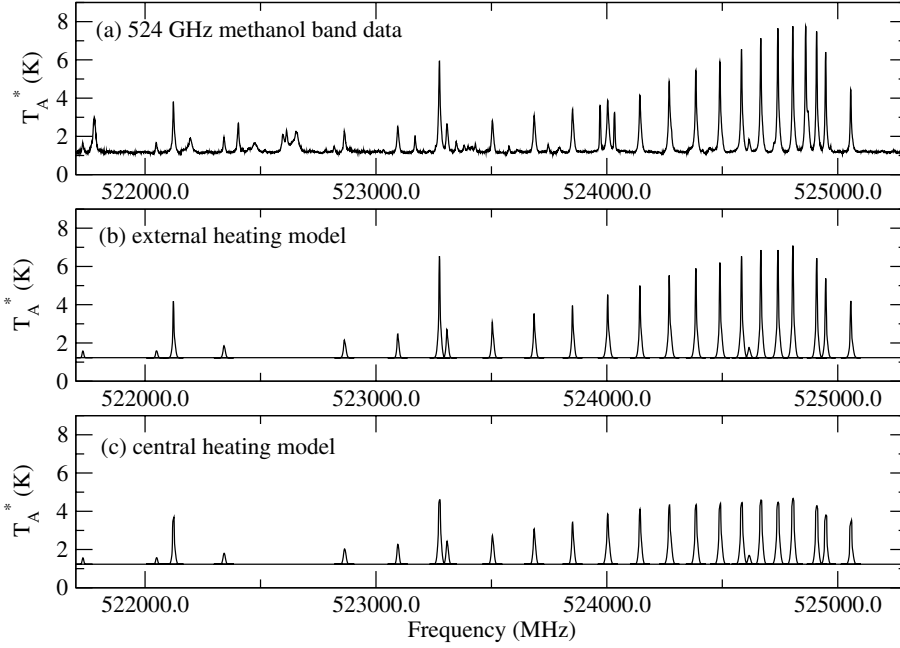 (a) 524 GHz methanol band data
T_A^* (K)
8
6
4
2
0
522000.0 523000.0 524000.0 525000.0
(b) external heating model
T_A^* (K)
8
6
4
2
0
522000.0 523000.0 524000.0 525000.0
(c) central heating model
T_A^* (K)
8
6
4
2
0
522000.0 523000.0 524000.0 525000.0
Frequency (MHz)